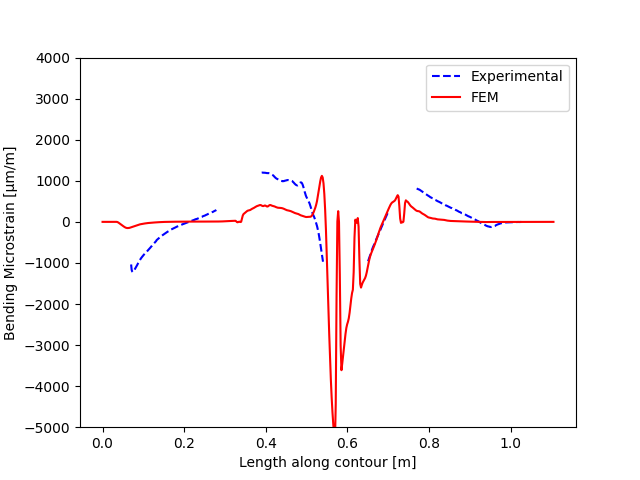 4000
3000
2000
1000
0
−1000
−2000
−3000
−4000
−5000
Bending Microstrain [μm/m]
Experimental
FEM
0.0 0.2 0.4 0.6 0.8 1.0
Length along contour [m]